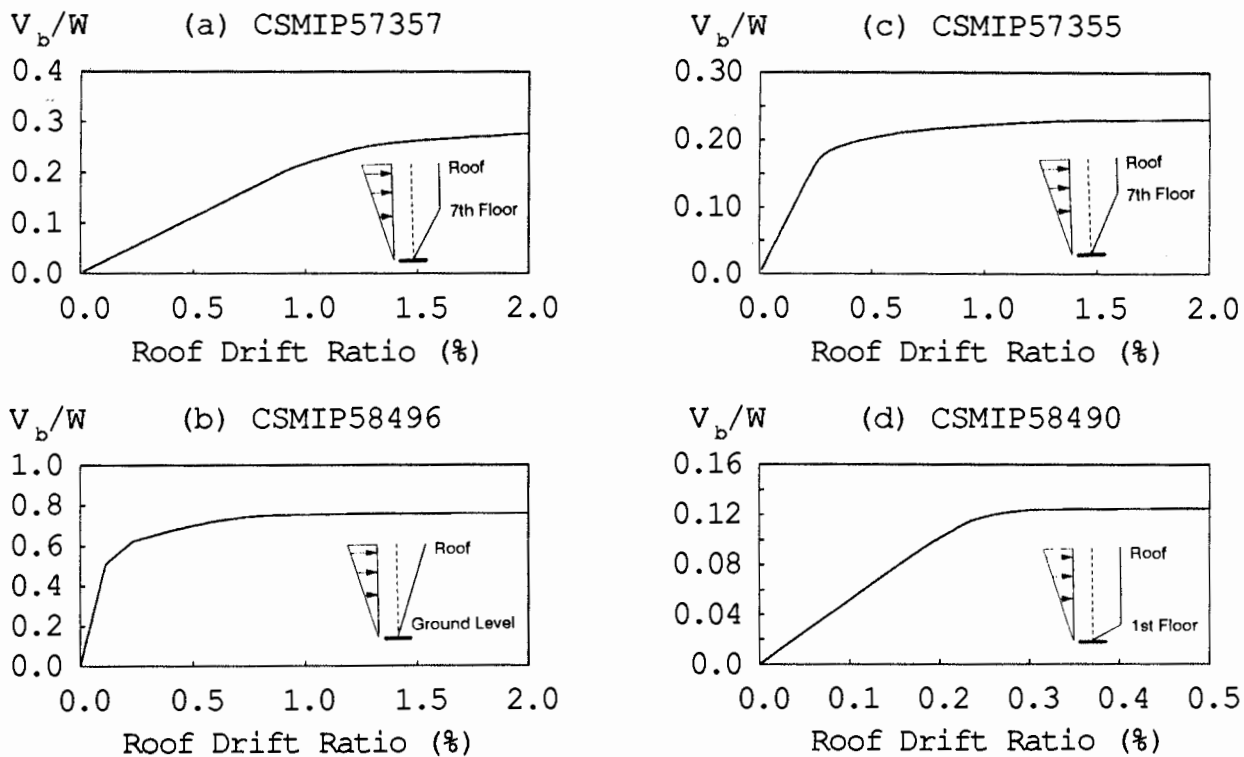 V_b/W (a) CSMIP57357
0.4
0.3
0.2
0.1
0.0
Roof
7th Floor
0.0 0.5 1.0 1.5 2.0
Roof Drift Ratio (%)
V_b/W (c) CSMIP57355
0.30
0.20
0.10
0.0
Roof
7th Floor
0.0 0.5 1.0 1.5 2.0
Roof Drift Ratio (%)
V_b/W (b) CSMIP58496
1.0
0.8
0.6
0.4
0.2
0.0
Roof
Ground Level
0.0 0.5 1.0 1.5 2.0
Roof Drift Ratio (%)
V_b/W (d) CSMIP58490
0.16
0.12
0.08
0.04
0.0
Roof
1st Floor
0.0 0.1 0.2 0.3 0.4 0.5
Roof Drift Ratio (%)